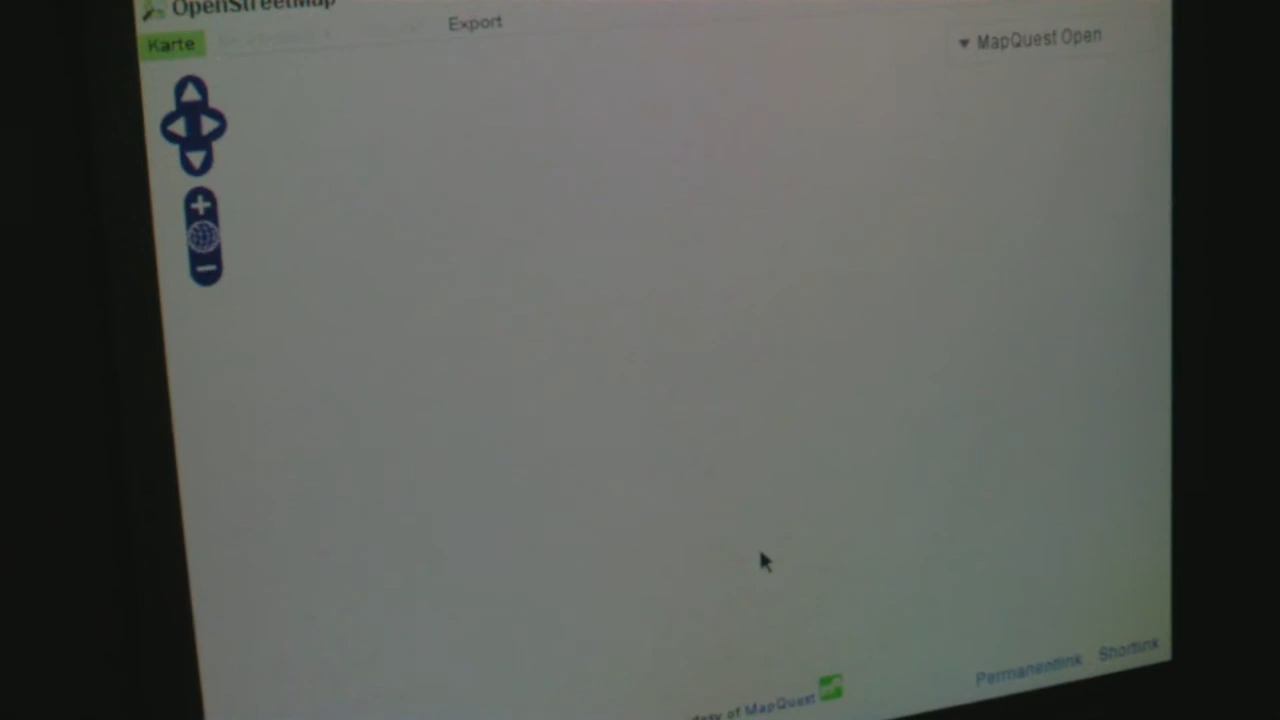 OpenStreetMap
Karte
Export
MapQuest Open
of MapQuest
Permanentlink Shortlink